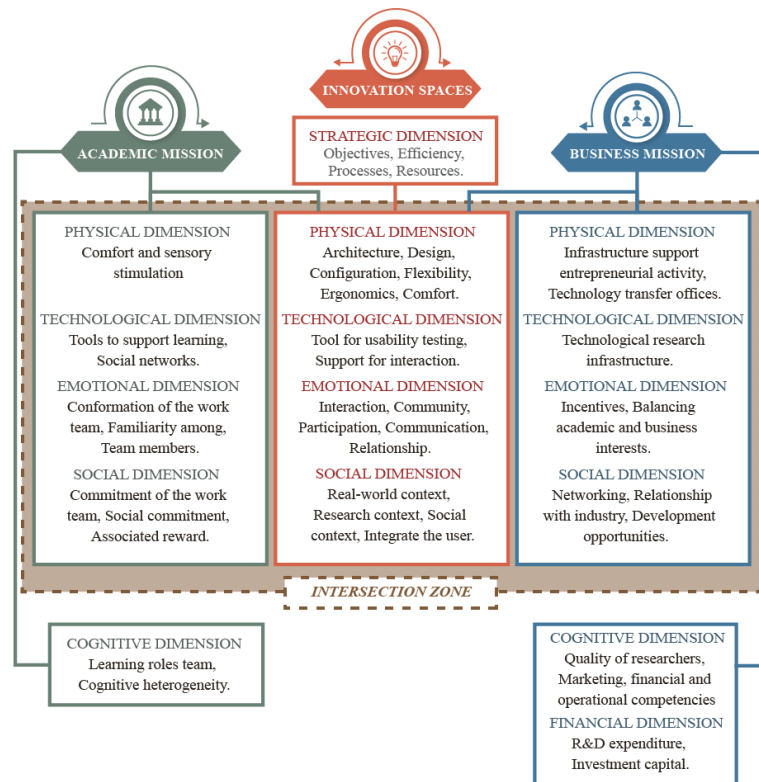 INNOVATION SPACES
ACADEMIC MISSION
BUSINESS MISSION
STRATEGIC DIMENSION
Objectives, Efficiency,
Processes, Resources.
PHYSICAL DIMENSION
Comfort and sensory
stimulation
TECHNOLOGICAL DIMENSION
Tools to support learning,
Social networks.
EMOTIONAL DIMENSION
Conformation of the work
team, Familiarity among,
Team members.
SOCIAL DIMENSION
Commitment of the work
team, Social commitment,
Associated reward.
PHYSICAL DIMENSION
Architecture, Design,
Configuration, Flexibility,
Ergonomics, Comfort.
TECHNOLOGICAL DIMENSION
Tool for usability testing,
Support for interaction.
EMOTIONAL DIMENSION
Interaction, Community,
Participation, Communication,
Relationship.
SOCIAL DIMENSION
Real-world context,
Research context, Social
context, Integrate the user.
PHYSICAL DIMENSION
Infrastructure support
entrepreneurial activity,
Technology transfer offices.
TECHNOLOGICAL DIMENSION
Technological research
infrastructure.
EMOTIONAL DIMENSION
Incentives, Balancing
academic and business
interests.
SOCIAL DIMENSION
Networking, Relationship
with industry, Development
opportunities.
INTERSECTION ZONE
COGNITIVE DIMENSION
Learning roles team,
Cognitive heterogeneity.
COGNITIVE DIMENSION
Quality of researchers,
Marketing, financial and
operational competencies
FINANCIAL DIMENSION
R&D expenditure,
Investment capital.